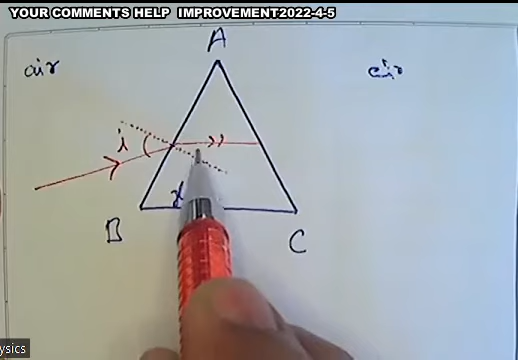 YOUR COMMENTS HELP IMPROVEMENT2022-4-5
A
air
air
i
B
C
ysics